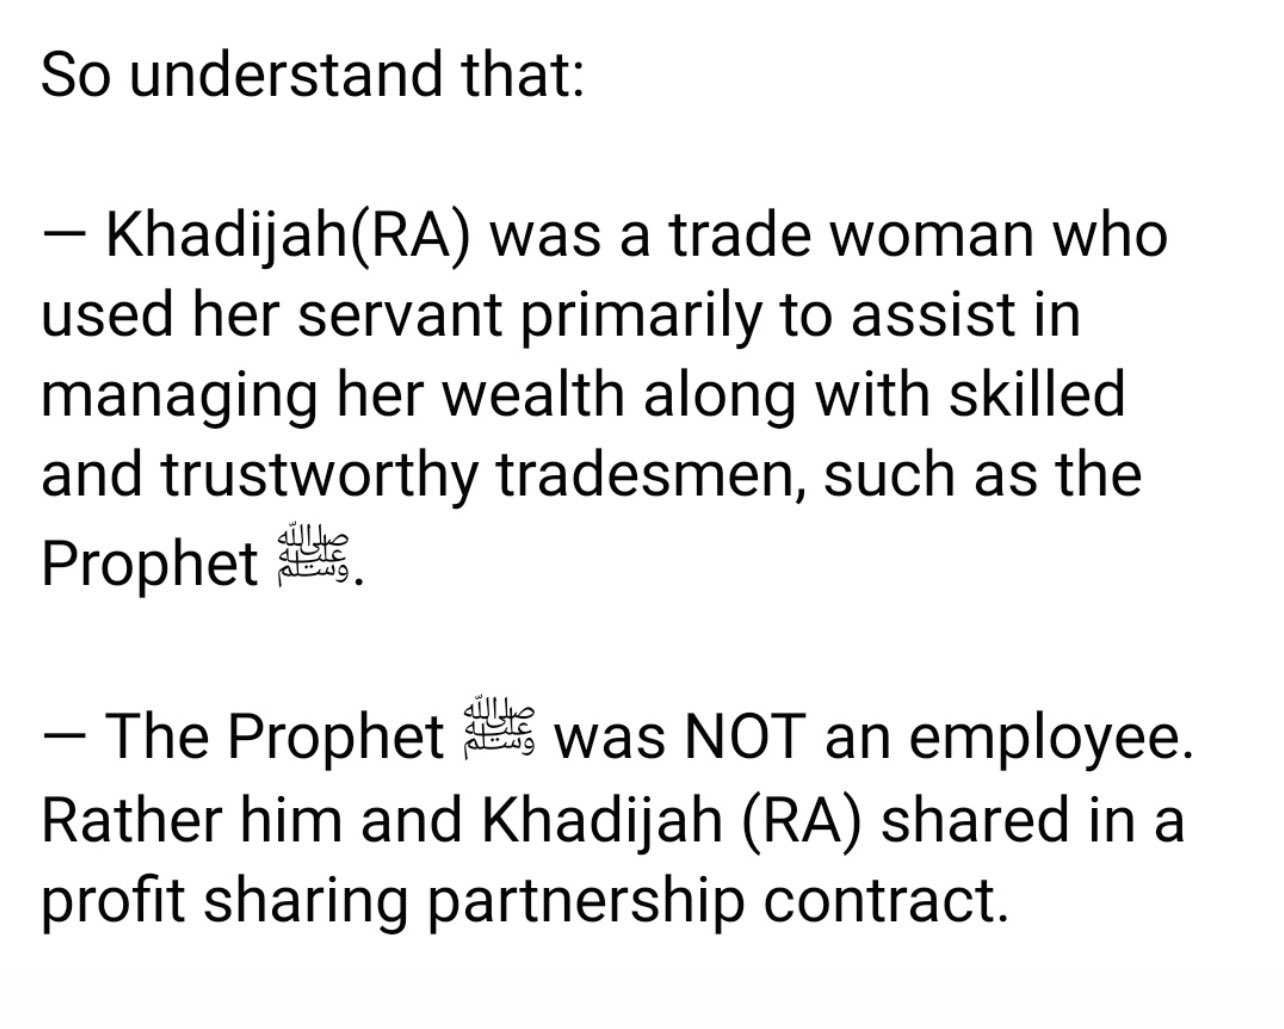 So understand that:
— Khadijah(RA) was a trade woman who
used her servant primarily to assist in
managing her wealth along with skilled
and trustworthy tradesmen, such as the
Prophet ﷺ.
— The Prophet ﷺ was NOT an employee.
Rather him and Khadijah (RA) shared in a
profit sharing partnership contract.